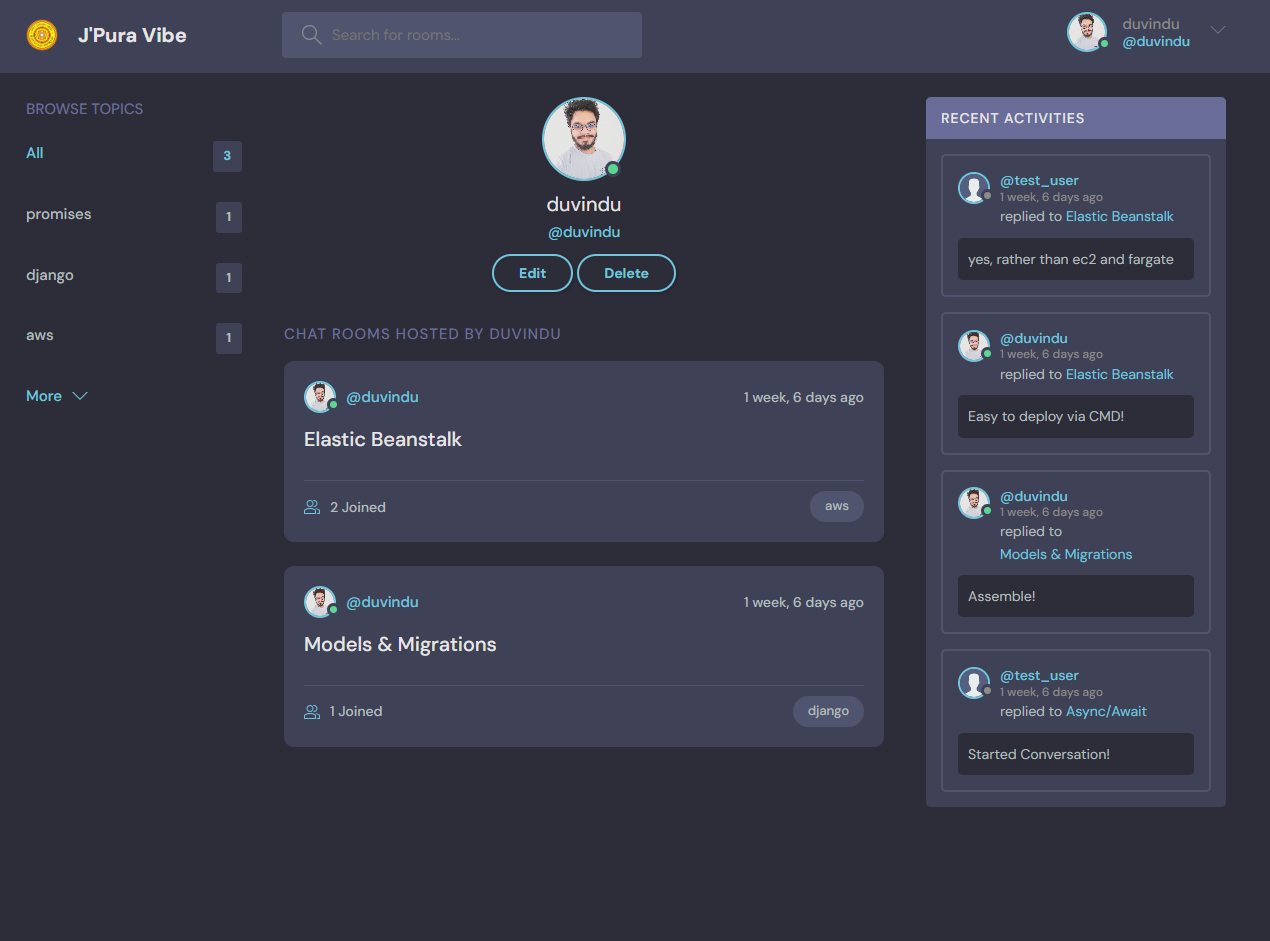 J'Pura Vibe
Search for rooms...
duvindu
@duvindu
BROWSE TOPICS
All
3
promises
1
django
1
aws
1
More
duvindu
@duvindu
Edit
Delete
CHAT ROOMS HOSTED BY DUVINDU
@duvindu
1 week, 6 days ago
Elastic Beanstalk
2 Joined
aws
@duvindu
1 week, 6 days ago
Models & Migrations
1 Joined
django
RECENT ACTIVITIES
@test_user
1 week, 6 days ago
replied to Elastic Beanstalk
yes, rather than ec2 and fargate
@duvindu
1 week, 6 days ago
replied to Elastic Beanstalk
Easy to deploy via CMD!
@duvindu
1 week, 6 days ago
replied to
Models & Migrations
Assemble!
@test_user
1 week, 6 days ago
replied to Async/Await
Started Conversation!